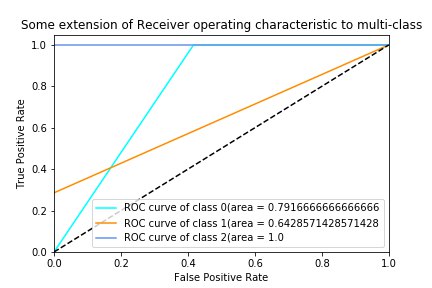 Some extension of Receiver operating characteristic to multi-class
1.0
0.8
0.6
0.4
0.2
0.0
True Positive Rate
ROC curve of class 0(area = 0.7916666666666666
ROC curve of class 1(area = 0.6428571428571428
ROC curve of class 2(area = 1.0
0.0 0.2 0.4 0.6 0.8 1.0
False Positive Rate